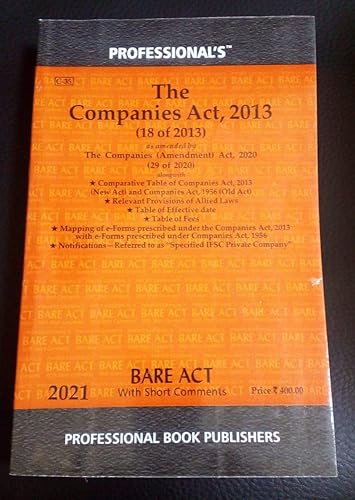 PROFESSIONAL'S™
BARE ACT
The
Companies Act, 2013
(18 of 2013)
as amended by
The Companies (Amendment) Act, 2020
(29 of 2020)
alongwith
★ Comparative Table of Companies Act, 2013
(New Act) and Companies Act, 1956 (Old Act)
★ Relevant Provisions of Allied Laws
★ Table of Effective date
★ Table of Fees
★ Mapping of e-Forms prescribed under the Companies Act, 2013
with e-Forms prescribed under Companies Act, 1956
★ Notifications—Referred to as "Specified IFSC Private Company"
BARE ACT
2021
With Short Comments
Price ₹ 400.00
PROFESSIONAL BOOK PUBLISHERS